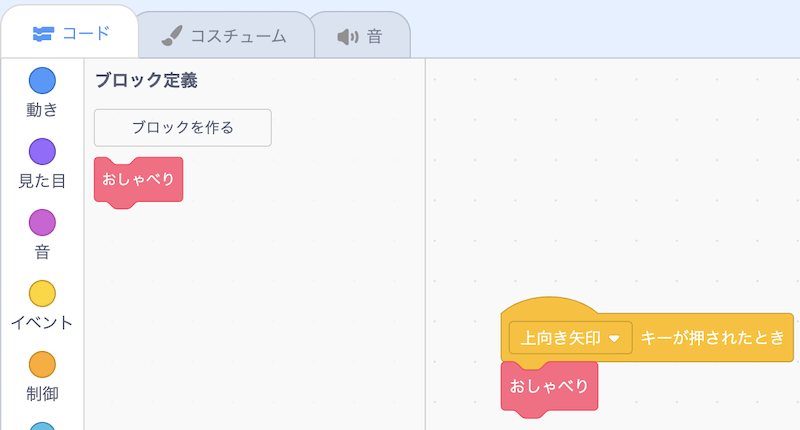 コード
コスチューム
音
ブロック定義
動き
ブロックを作る
見た目
おしゃべり
音
イベント
制御
上向き矢印 キーが押されたとき
おしゃべり